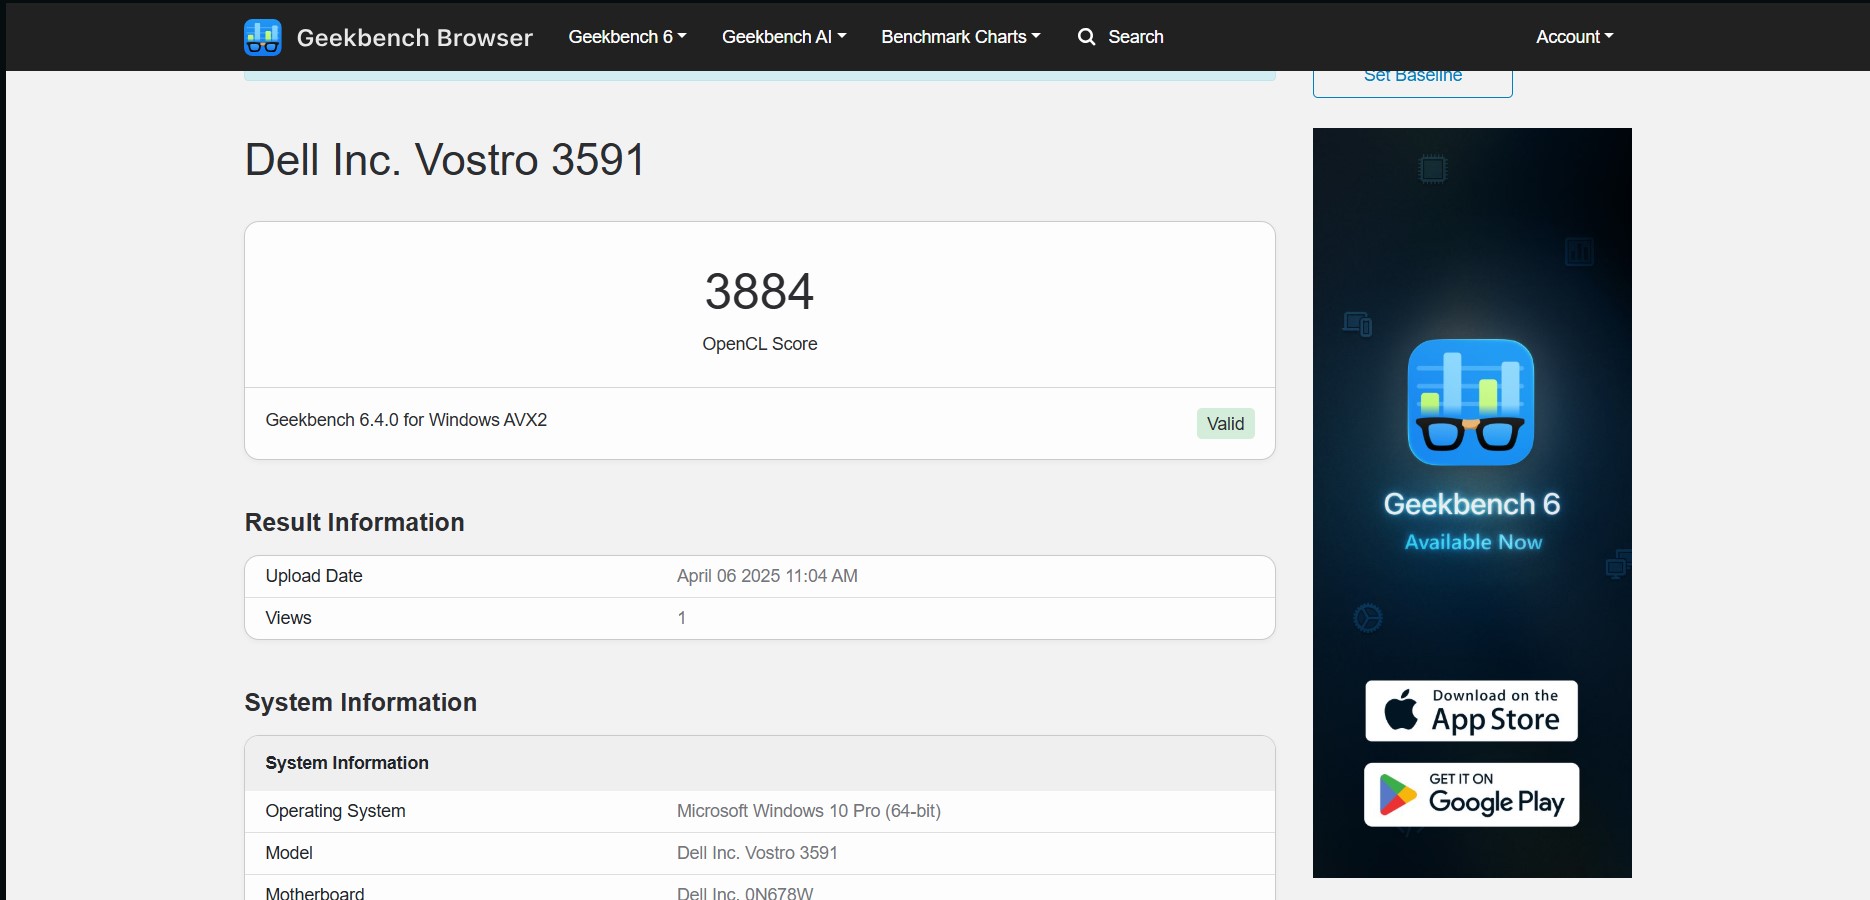 Geekbench Browser Geekbench 6 Geekbench AI Benchmark Charts Search Account
Set Baseline
Dell Inc. Vostro 3591
3884
OpenCL Score
Geekbench 6.4.0 for Windows AVX2 Valid
Result Information
Upload Date April 06 2025 11:04 AM
Views 1
System Information
System Information
Operating System Microsoft Windows 10 Pro (64-bit)
Model Dell Inc. Vostro 3591
Motherboard Dell Inc. 0N678W
Geekbench 6
Available Now
Download on the
App Store
GET IT ON
Google Play